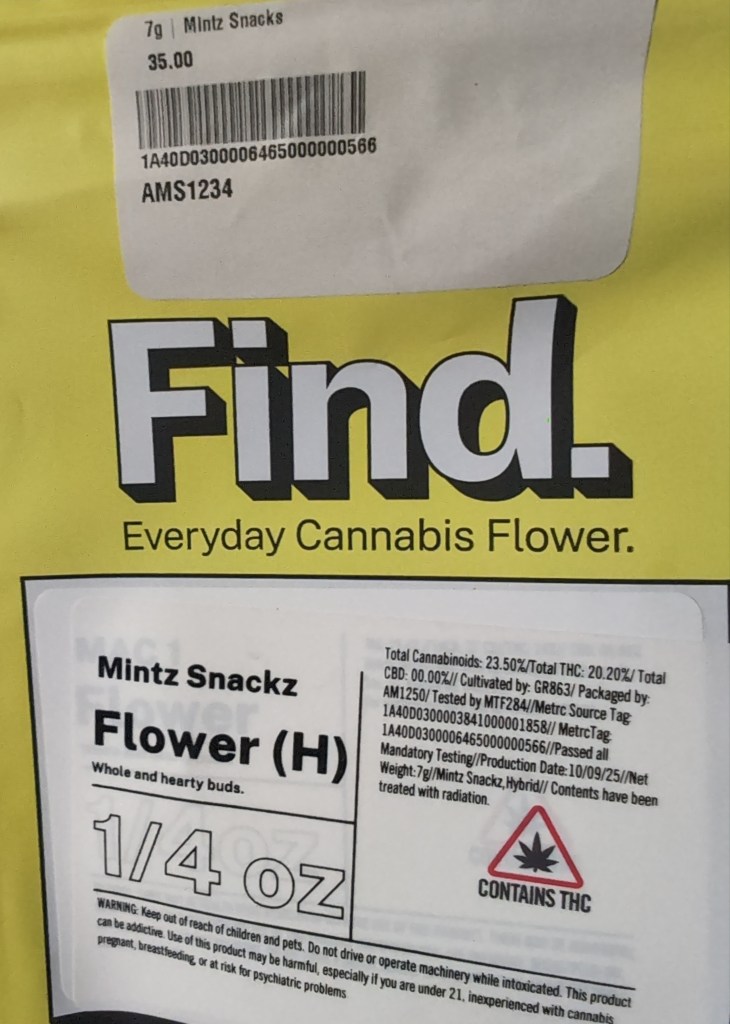 7g | Mintz Snacks
35.00
1A40D0300006465000000566
AMS1234
Find.
Everyday Cannabis Flower.
MAC 1
Flower
Mintz Snackz
Flower (H)
Whole and hearty buds.
1/4 oz
Total Cannabinoids: 23.50%/Total THC: 20.20%/ Total
CBD: 00.00%// Cultivated by: GR863/ Packaged by:
AM1250/ Tested by MTF284//Metrc Source Tag:
1A40D0300003841000001858// MetrcTag:
1A40D0300006465000000566//Passed all
Mandatory Testing//Production Date: 10/09/25//Net
Weight:7g//Mintz Snackz,Hybrid// Contents have been
treated with radiation.
CONTAINS THC
WARNING: Keep out of reach of children and pets. Do not drive or operate machinery while intoxicated. This product
can be addictive. Use of this product may be harmful, especially if you are under 21, inexperienced with cannabis
pregnant, breastfeeding, or at risk for psychiatric problems